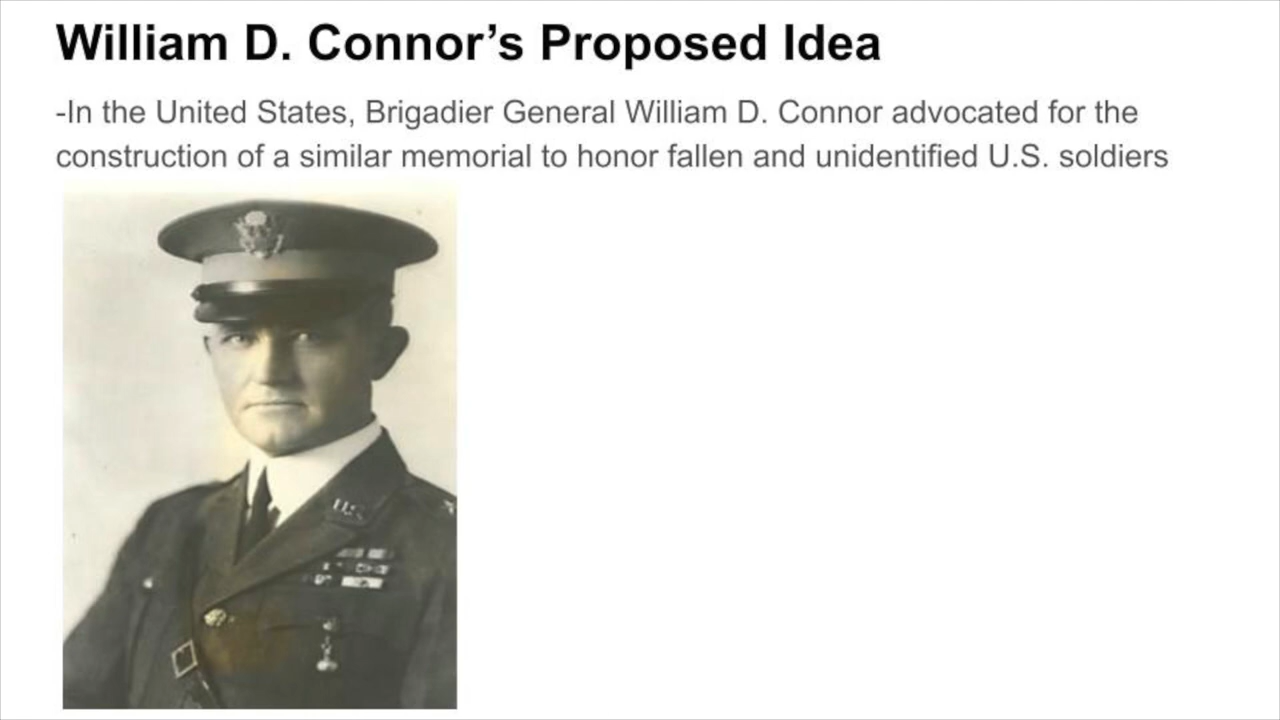 William D. Connor’s Proposed Idea
-In the United States, Brigadier General William D. Connor advocated for the
construction of a similar memorial to honor fallen and unidentified U.S. soldiers
U.S.